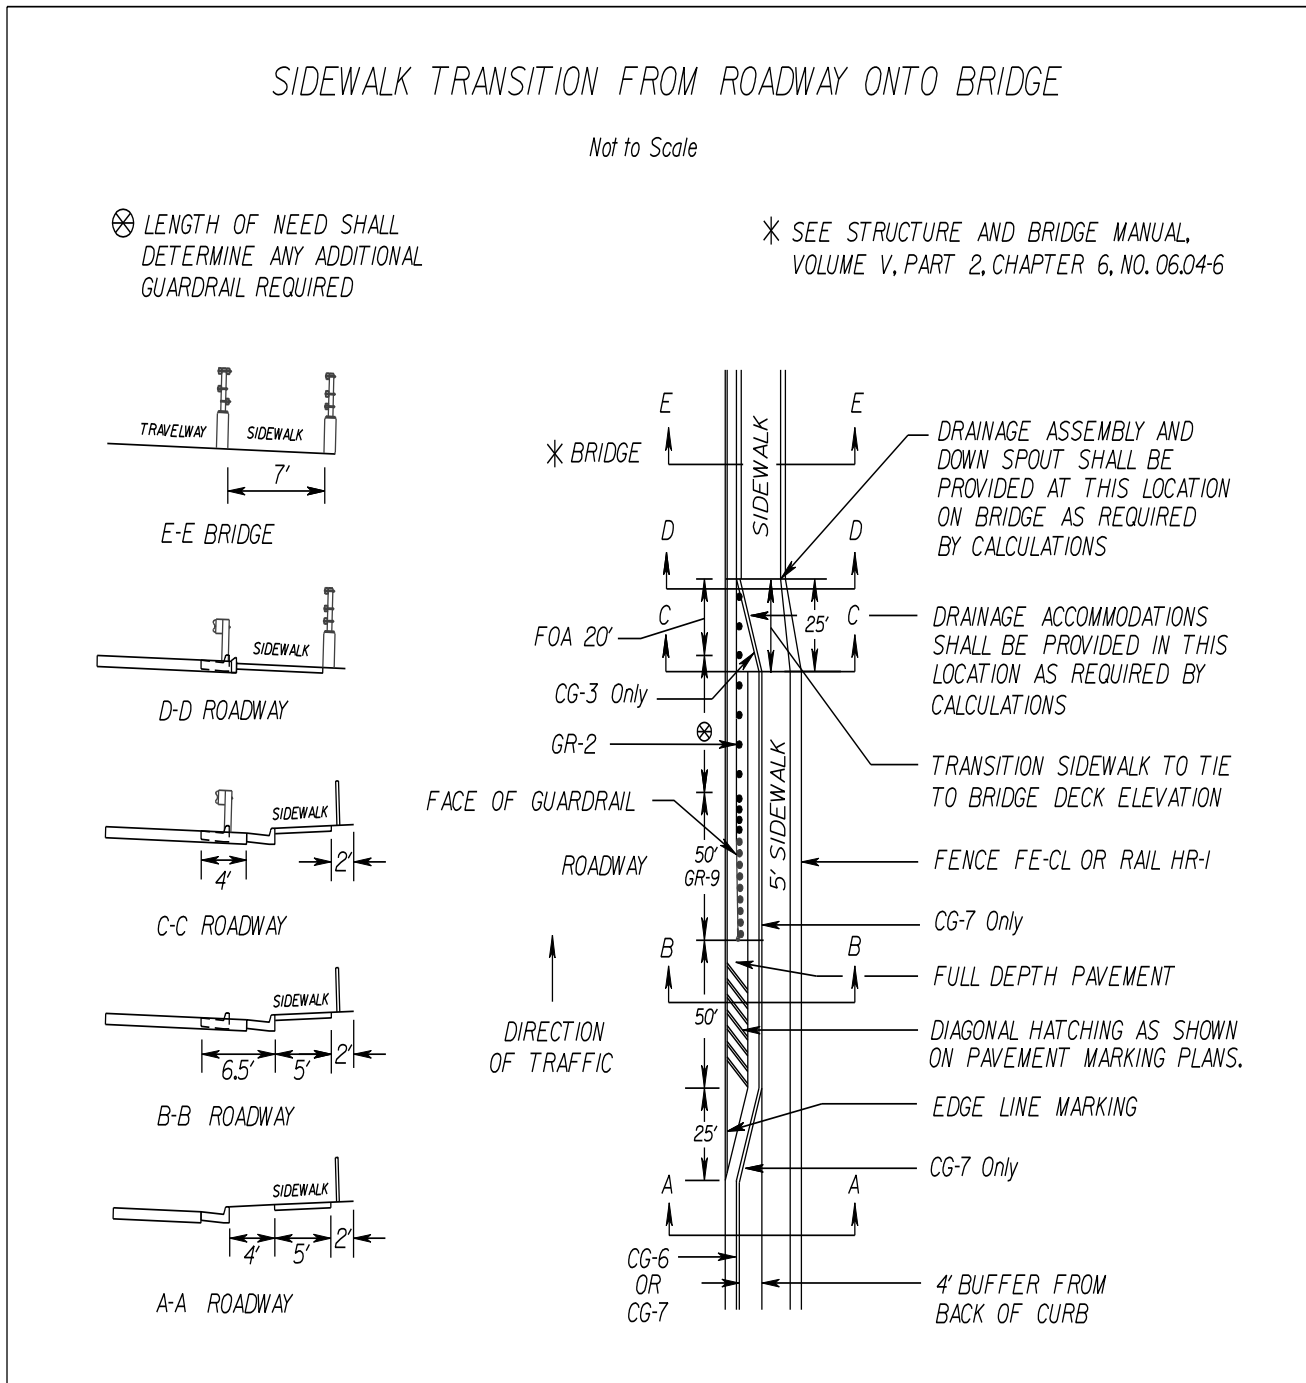 SIDEWALK TRANSITION FROM ROADWAY ONTO BRIDGE
Not to Scale
⊗ LENGTH OF NEED SHALL
DETERMINE ANY ADDITIONAL
GUARDRAIL REQUIRED
* SEE STRUCTURE AND BRIDGE MANUAL,
VOLUME V, PART 2, CHAPTER 6, NO. 06.04-6
TRAVELWAY SIDEWALK
7'
E-E BRIDGE
SIDEWALK
D-D ROADWAY
SIDEWALK
4'
2'
C-C ROADWAY
SIDEWALK
6.5' 5' 2'
B-B ROADWAY
SIDEWALK
4' 5' 2'
A-A ROADWAY
E E
* BRIDGE
SIDEWALK
D D
C C
25'
FOA 20'
CG-3 Only
GR-2
⊗
FACE OF GUARDRAIL
5' SIDEWALK
50'
GR-9
ROADWAY
B B
DIRECTION
OF TRAFFIC
50'
25'
A A
CG-6
OR
CG-7
DRAINAGE ASSEMBLY AND
DOWN SPOUT SHALL BE
PROVIDED AT THIS LOCATION
ON BRIDGE AS REQUIRED
BY CALCULATIONS
DRAINAGE ACCOMMODATIONS
SHALL BE PROVIDED IN THIS
LOCATION AS REQUIRED BY
CALCULATIONS
TRANSITION SIDEWALK TO TIE
TO BRIDGE DECK ELEVATION
FENCE FE-CL OR RAIL HR-1
CG-7 Only
FULL DEPTH PAVEMENT
DIAGONAL HATCHING AS SHOWN
ON PAVEMENT MARKING PLANS.
EDGE LINE MARKING
CG-7 Only
4' BUFFER FROM
BACK OF CURB